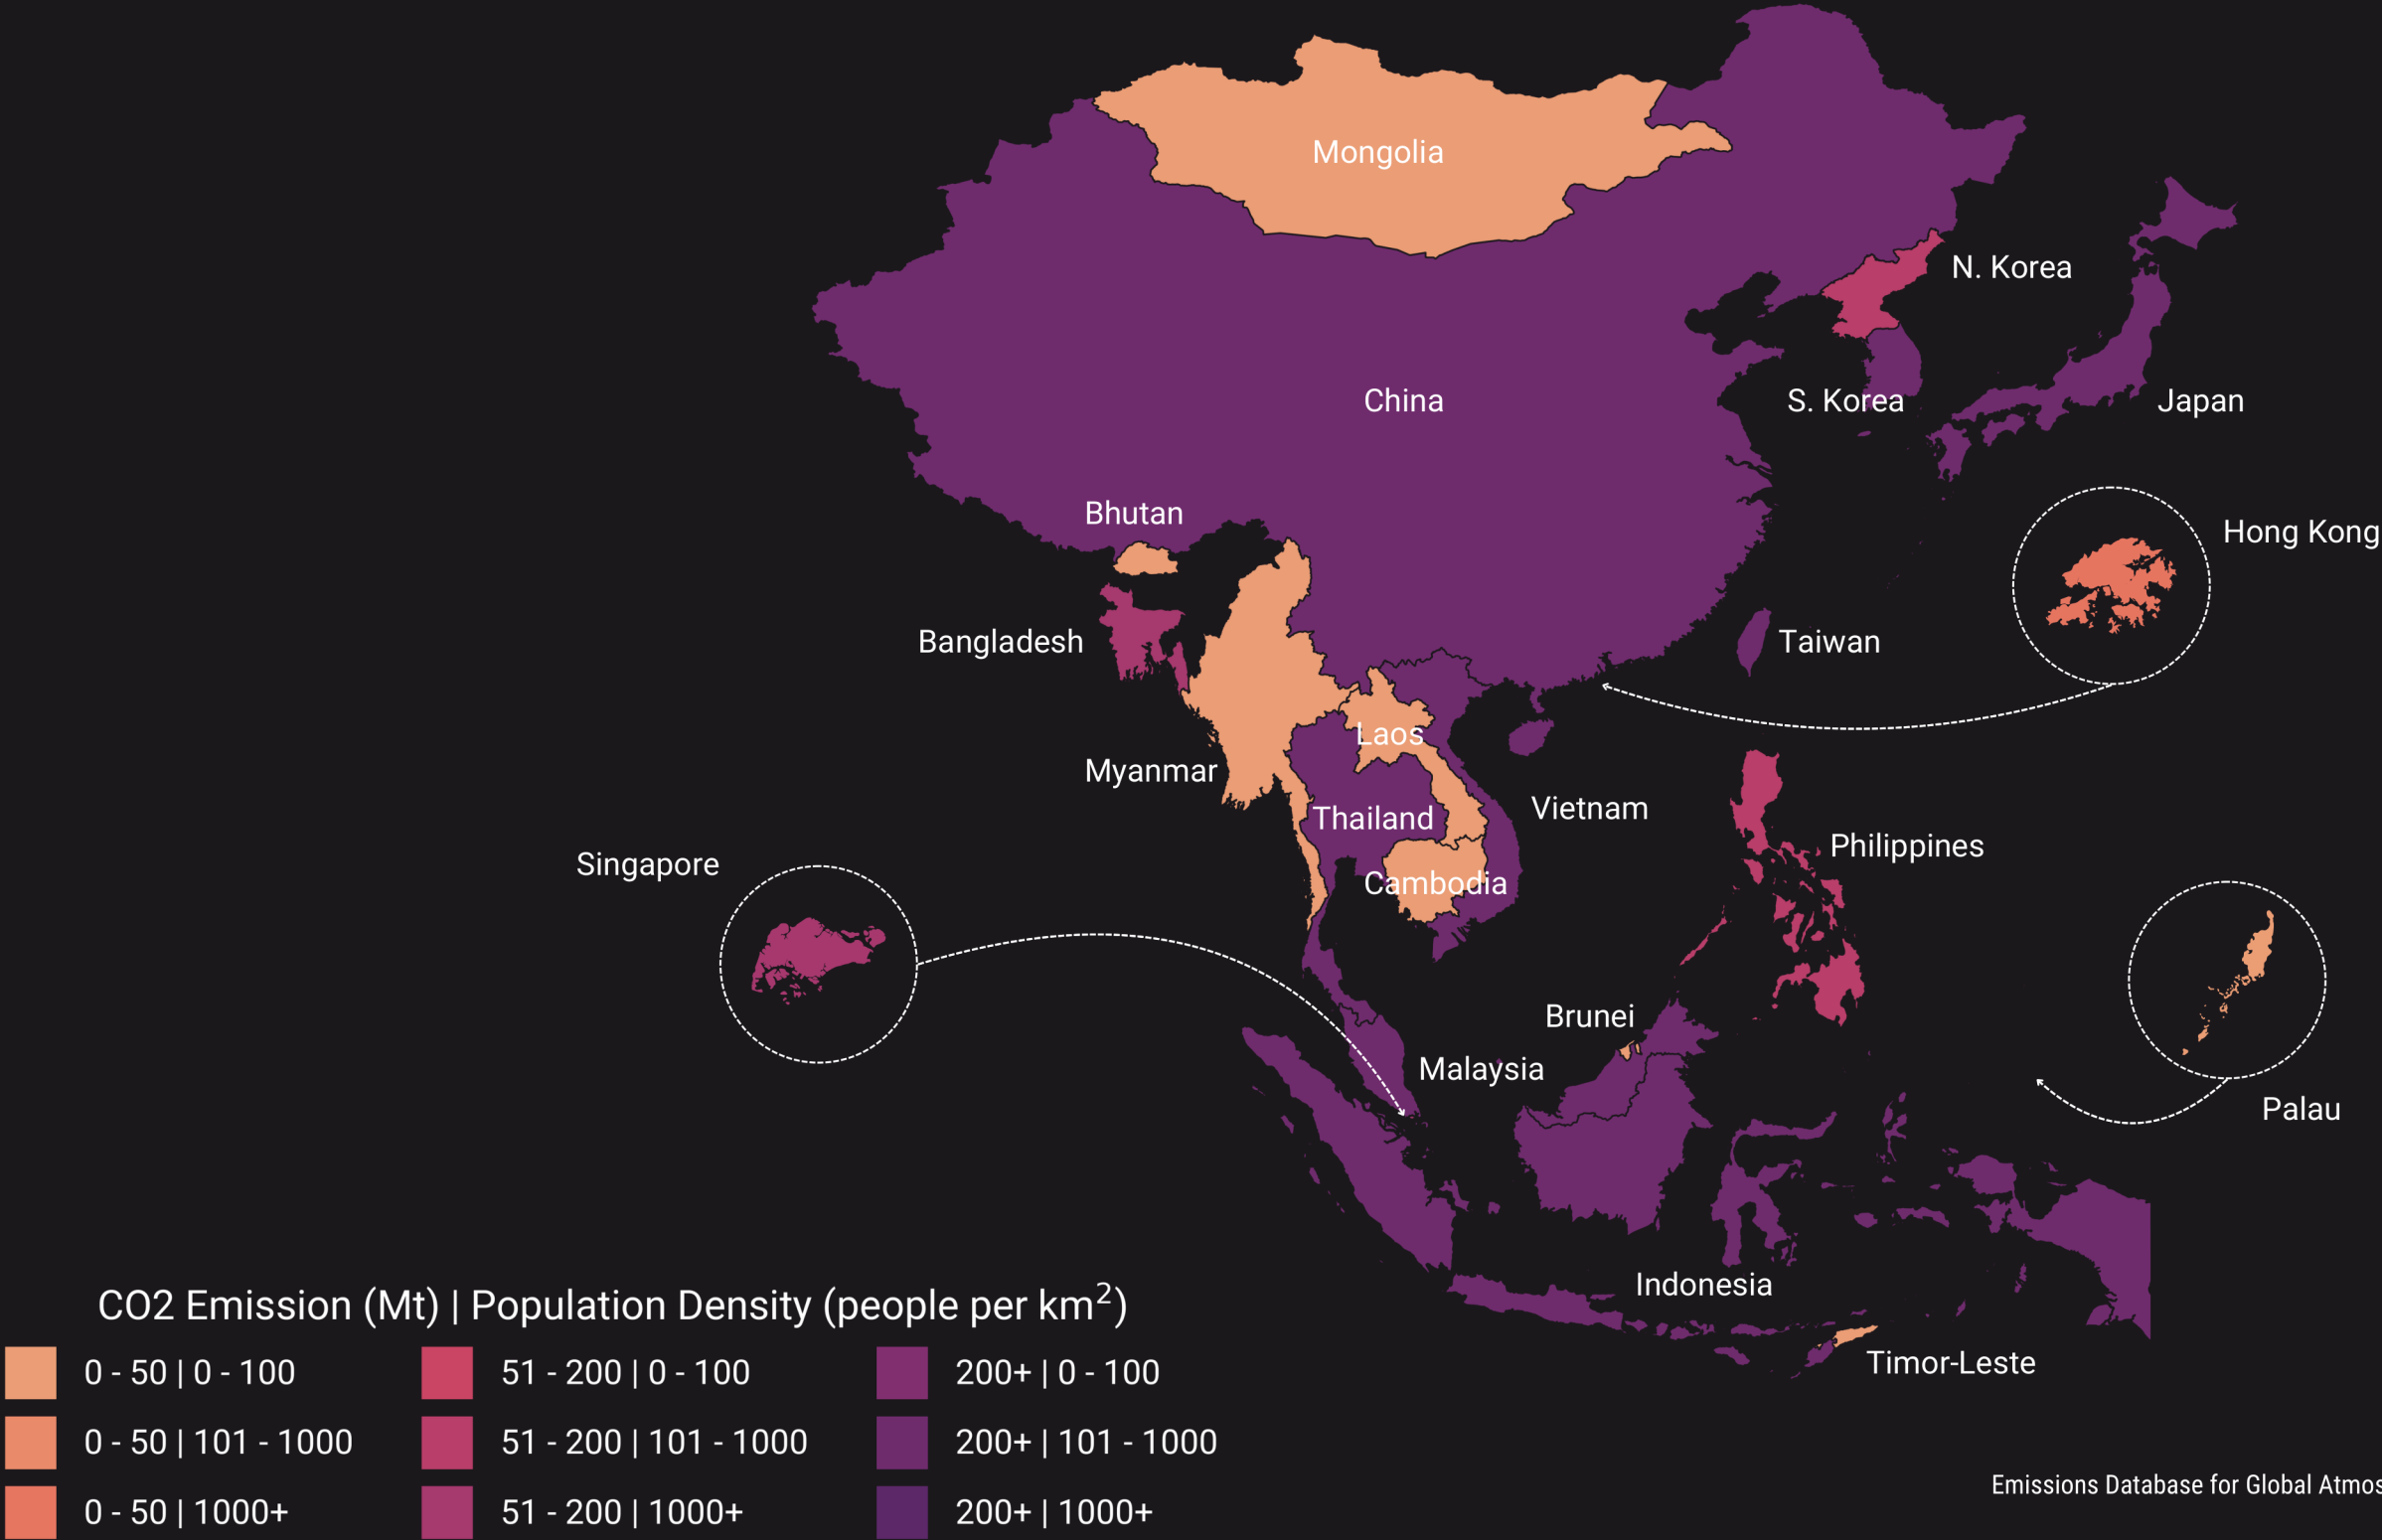 Mongolia
N. Korea
China
S. Korea
Japan
Bhutan
Hong Kong
Bangladesh
Taiwan
Laos
Myanmar
Vietnam
Thailand
Philippines
Singapore
Cambodia
Brunei
Malaysia
Palau
Indonesia
Timor-Leste
CO2 Emission (Mt) | Population Density (people per km²)
0 - 50 | 0 - 100
51 - 200 | 0 - 100
200+ | 0 - 100
0 - 50 | 101 - 1000
51 - 200 | 101 - 1000
200+ | 101 - 1000
0 - 50 | 1000+
51 - 200 | 1000+
200+ | 1000+
Emissions Database for Global Atmos